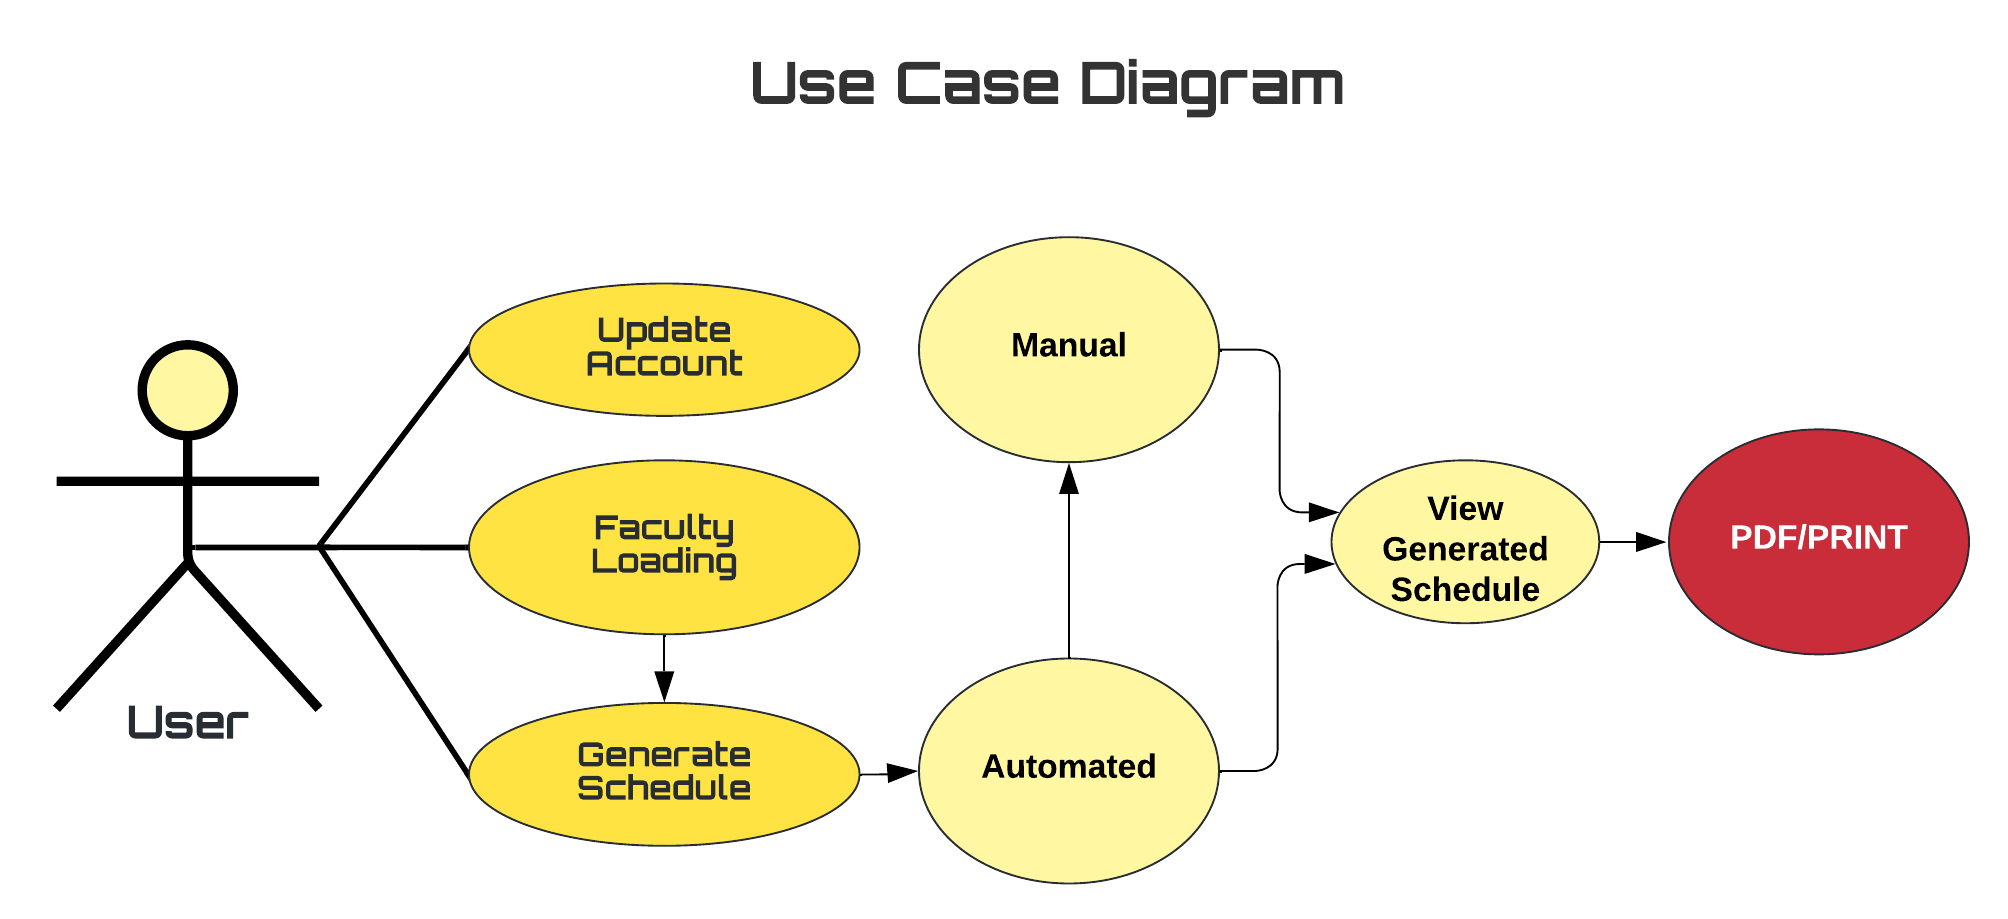 Use Case Diagram
Update
Account
Manual
Faculty
Loading
View
Generated
Schedule
PDF/PRINT
User
Generate
Schedule
Automated